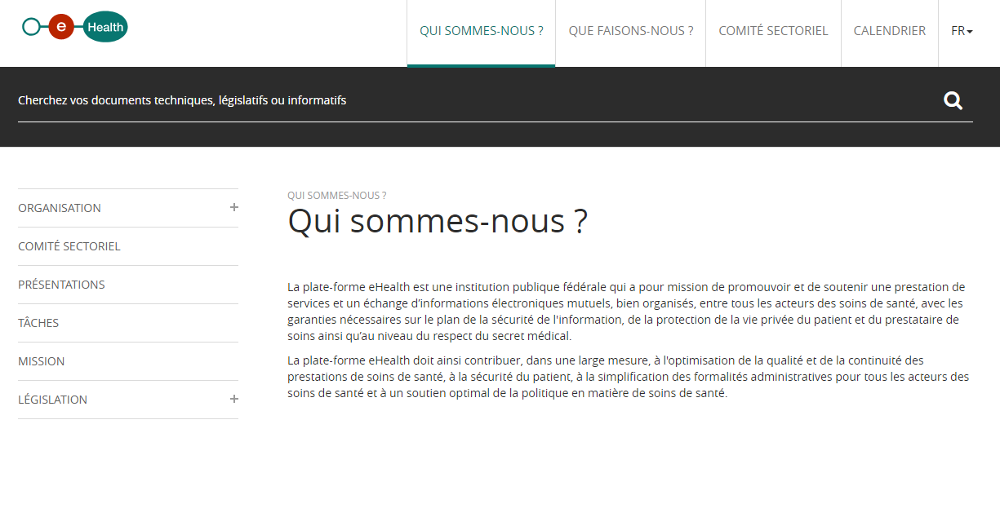 e Health
QUI SOMMES-NOUS ?
QUE FAISONS-NOUS ?
COMITÉ SECTORIEL
CALENDRIER
FR
Cherchez vos documents techniques, législatifs ou informatifs
ORGANISATION +
COMITÉ SECTORIEL
PRÉSENTATIONS
TÂCHES
MISSION
LÉGISLATION +
QUI SOMMES-NOUS ?
Qui sommes-nous ?
La plate-forme eHealth est une institution publique fédérale qui a pour mission de promouvoir et de soutenir une prestation de
services et un échange d’informations électroniques mutuels, bien organisés, entre tous les acteurs des soins de santé, avec les
garanties nécessaires sur le plan de la sécurité de l'information, de la protection de la vie privée du patient et du prestataire de
soins ainsi qu’au niveau du respect du secret médical.
La plate-forme eHealth doit ainsi contribuer, dans une large mesure, à l'optimisation de la qualité et de la continuité des
prestations de soins de santé, à la sécurité du patient, à la simplification des formalités administratives pour tous les acteurs des
soins de santé et à un soutien optimal de la politique en matière de soins de santé.